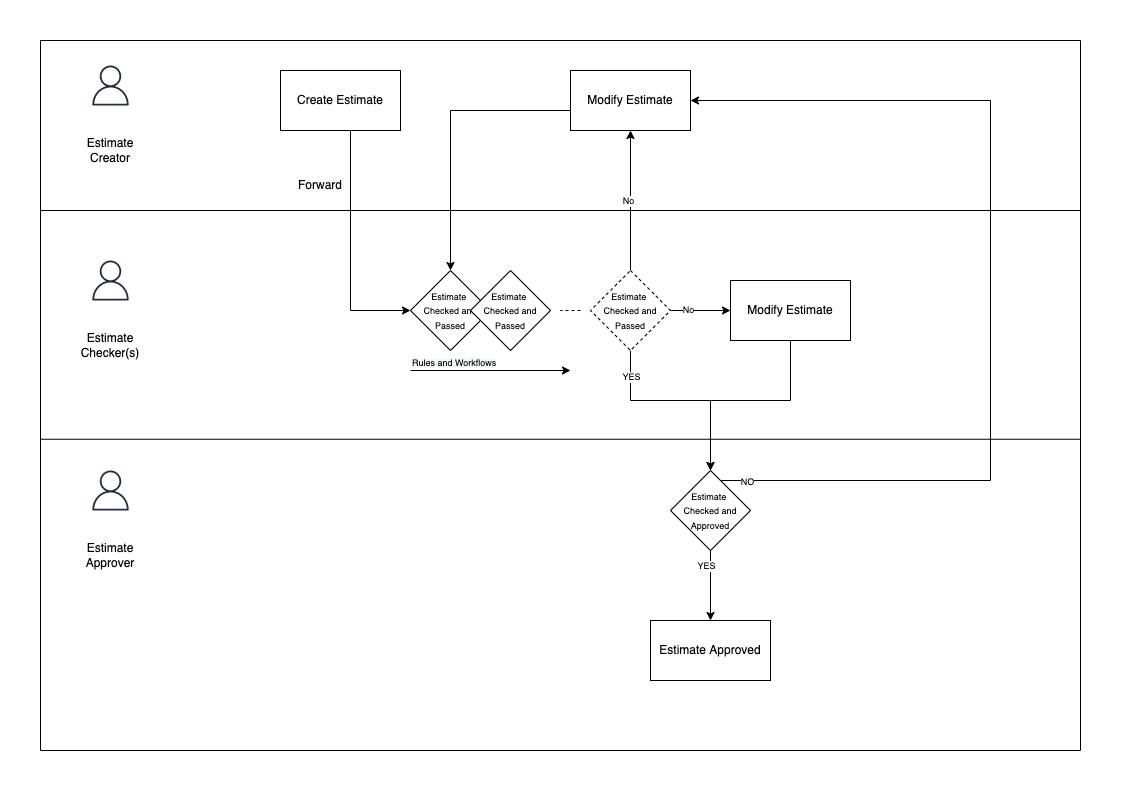 Estimate
Creator
Create Estimate
Modify Estimate
Forward
No
Estimate
Checker(s)
Estimate
Checked an
Passed
Estimate
Checked and
Passed
Estimate
Checked and
Passed
No
Modify Estimate
Rules and Workflows
YES
Estimate
Approver
Estimate
Checked and
Approved
NO
YES
Estimate Approved